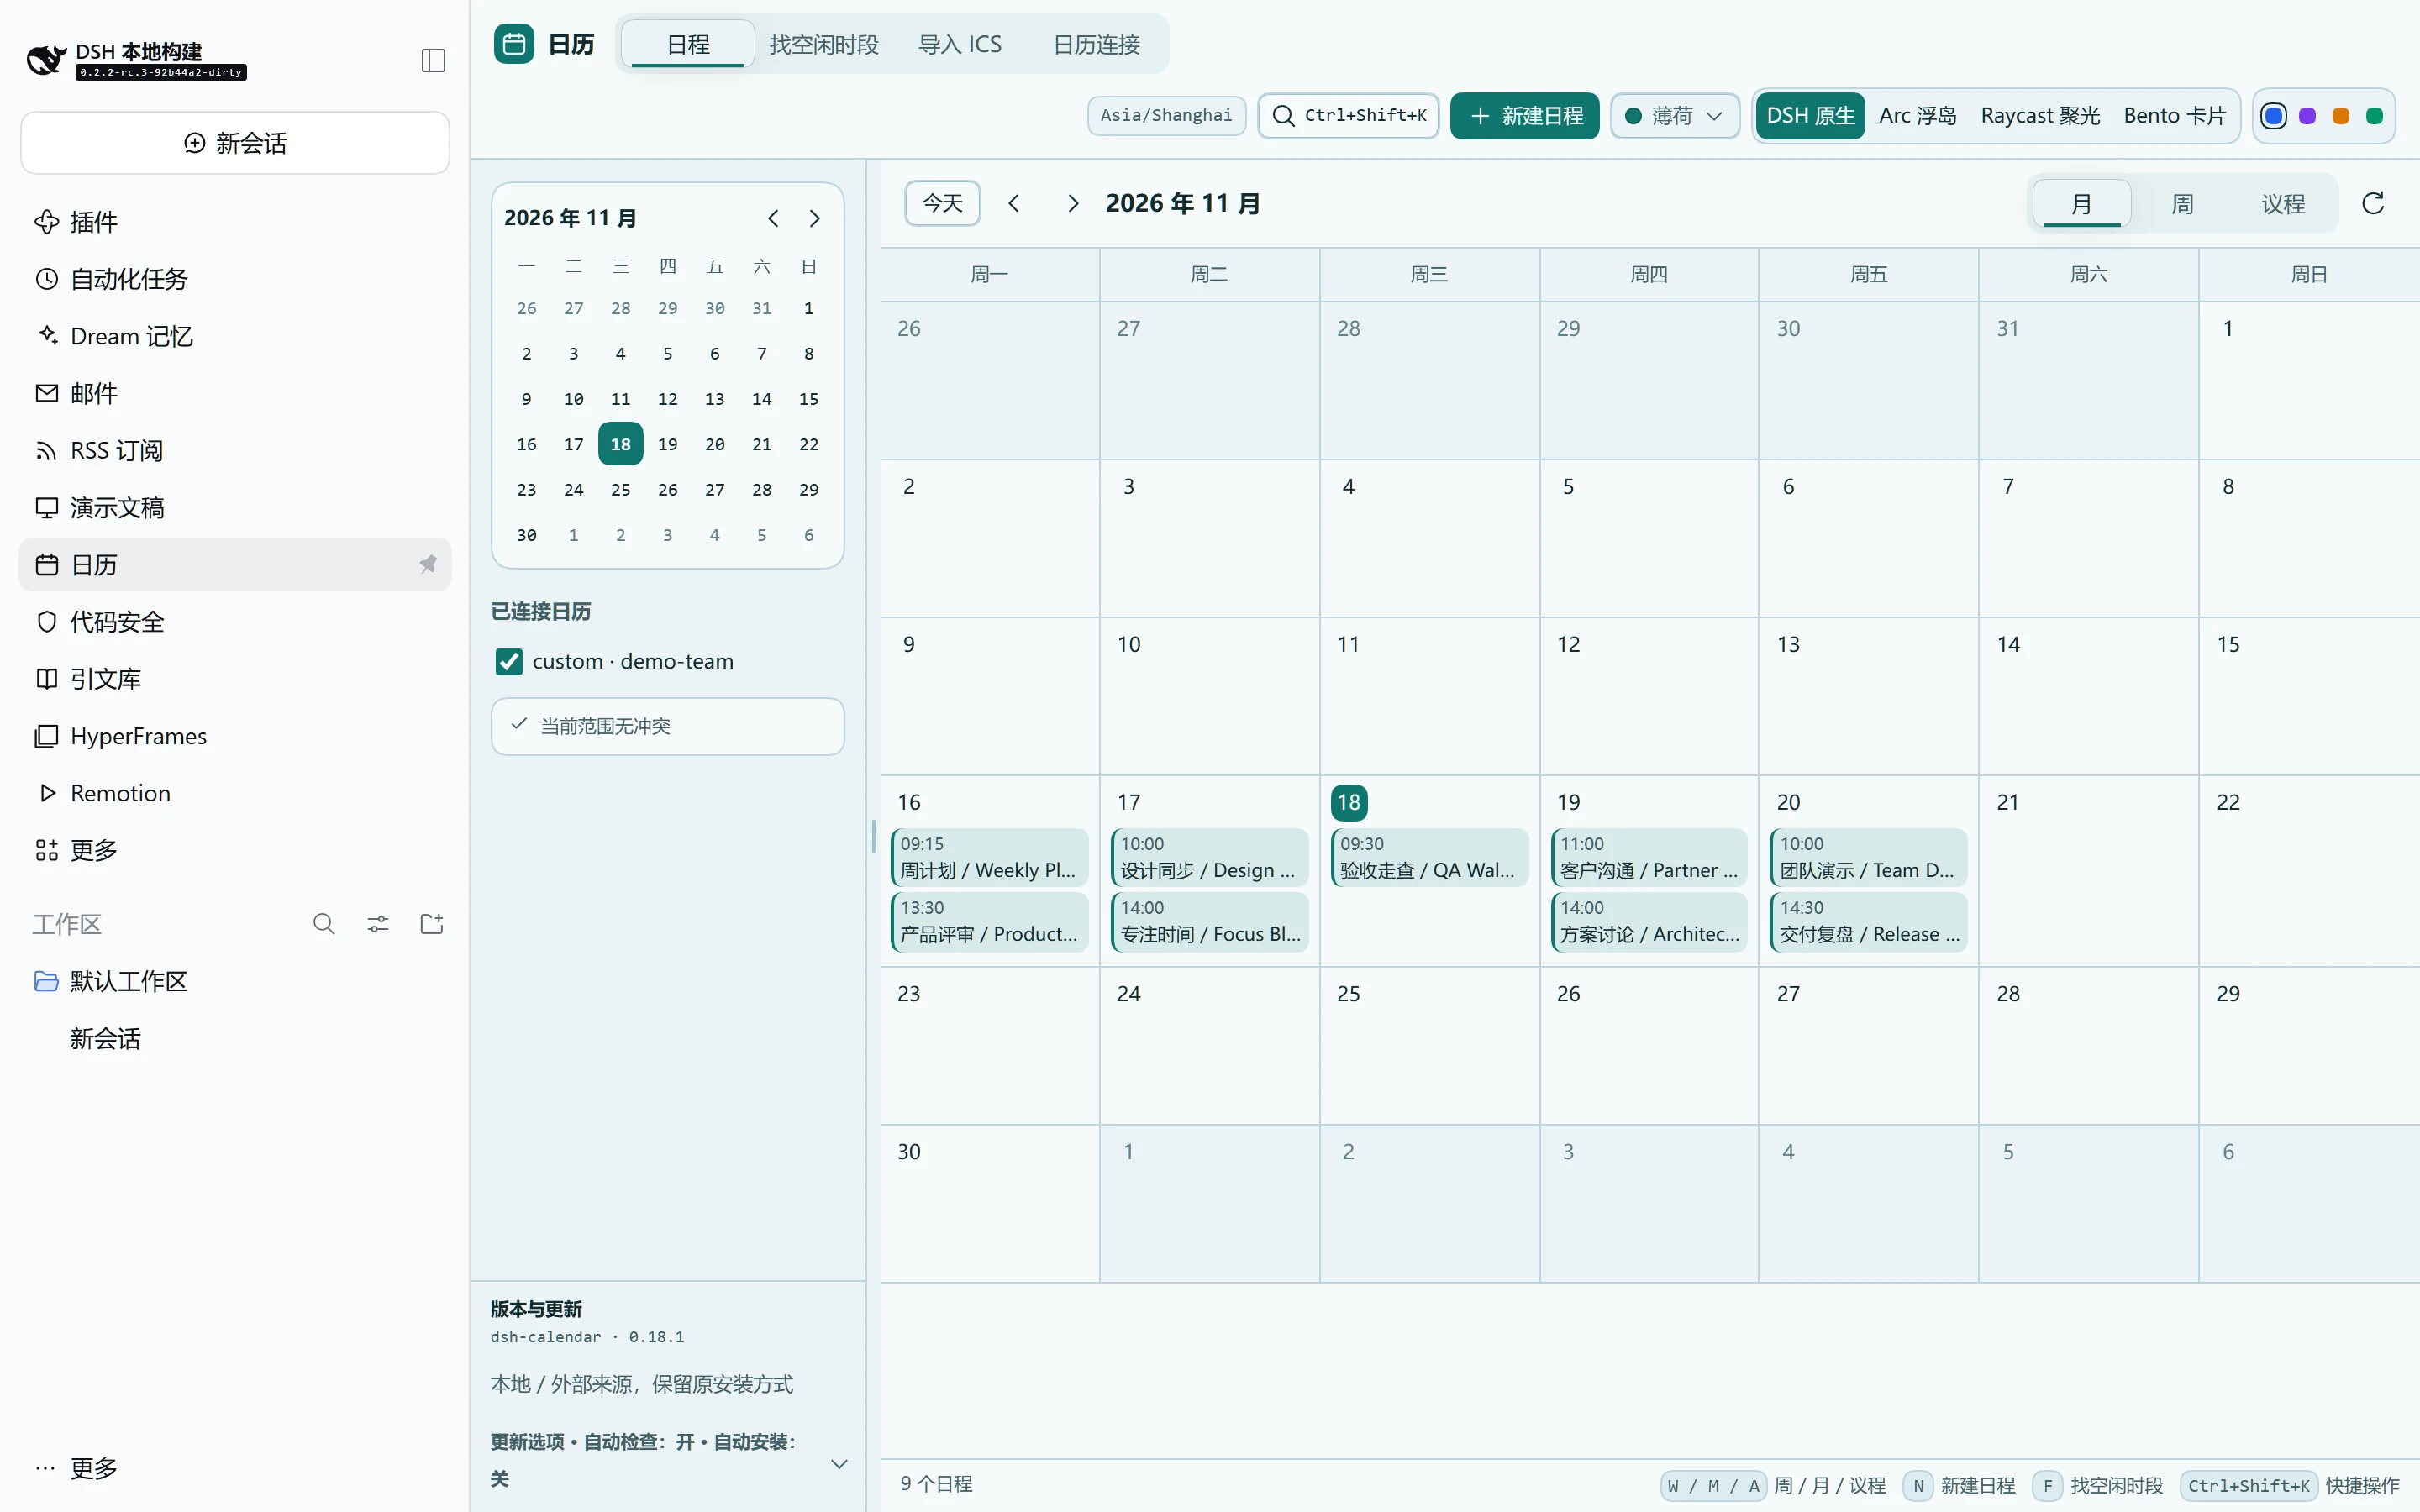 DSH 本地构建
0.2.2-rc.3-92b44a2-dirty
新会话
插件
自动化任务
Dream 记忆
邮件
RSS 订阅
演示文稿
日历
代码安全
引文库
HyperFrames
Remotion
更多
工作区
默认工作区
新会话
更多
日历
日程 找空闲时段 导入 ICS 日历连接
Asia/Shanghai Ctrl+Shift+K 新建日程 薄荷 DSH 原生 Arc 浮岛 Raycast 聚光 Bento 卡片
2026 年 11 月
一 二 三 四 五 六 日
26 27 28 29 30 31 1
2 3 4 5 6 7 8
9 10 11 12 13 14 15
16 17 18 19 20 21 22
23 24 25 26 27 28 29
30 1 2 3 4 5 6
已连接日历
custom · demo-team
当前范围无冲突
版本与更新
dsh-calendar · 0.18.1
本地 / 外部来源，保留原安装方式
更新选项 • 自动检查：开 • 自动安装：
关
今天 2026 年 11 月 月 周 议程
周一 周二 周三 周四 周五 周六 周日
26 27 28 29 30 31 1
2 3 4 5 6 7 8
9 10 11 12 13 14 15
16 17 18 19 20 21 22
09:15 10:00 09:30 11:00 10:00
周计划 / Weekly Pl... 设计同步 / Design ... 验收走查 / QA Wal... 客户沟通 / Partner ... 团队演示 / Team D...
13:30 14:00 14:00 14:30
产品评审 / Product... 专注时间 / Focus Bl... 方案讨论 / Architec... 交付复盘 / Release ...
23 24 25 26 27 28 29
30 1 2 3 4 5 6
9 个日程
W / M / A 周 / 月 / 议程 N 新建日程 F 找空闲时段 Ctrl+Shift+K 快捷操作